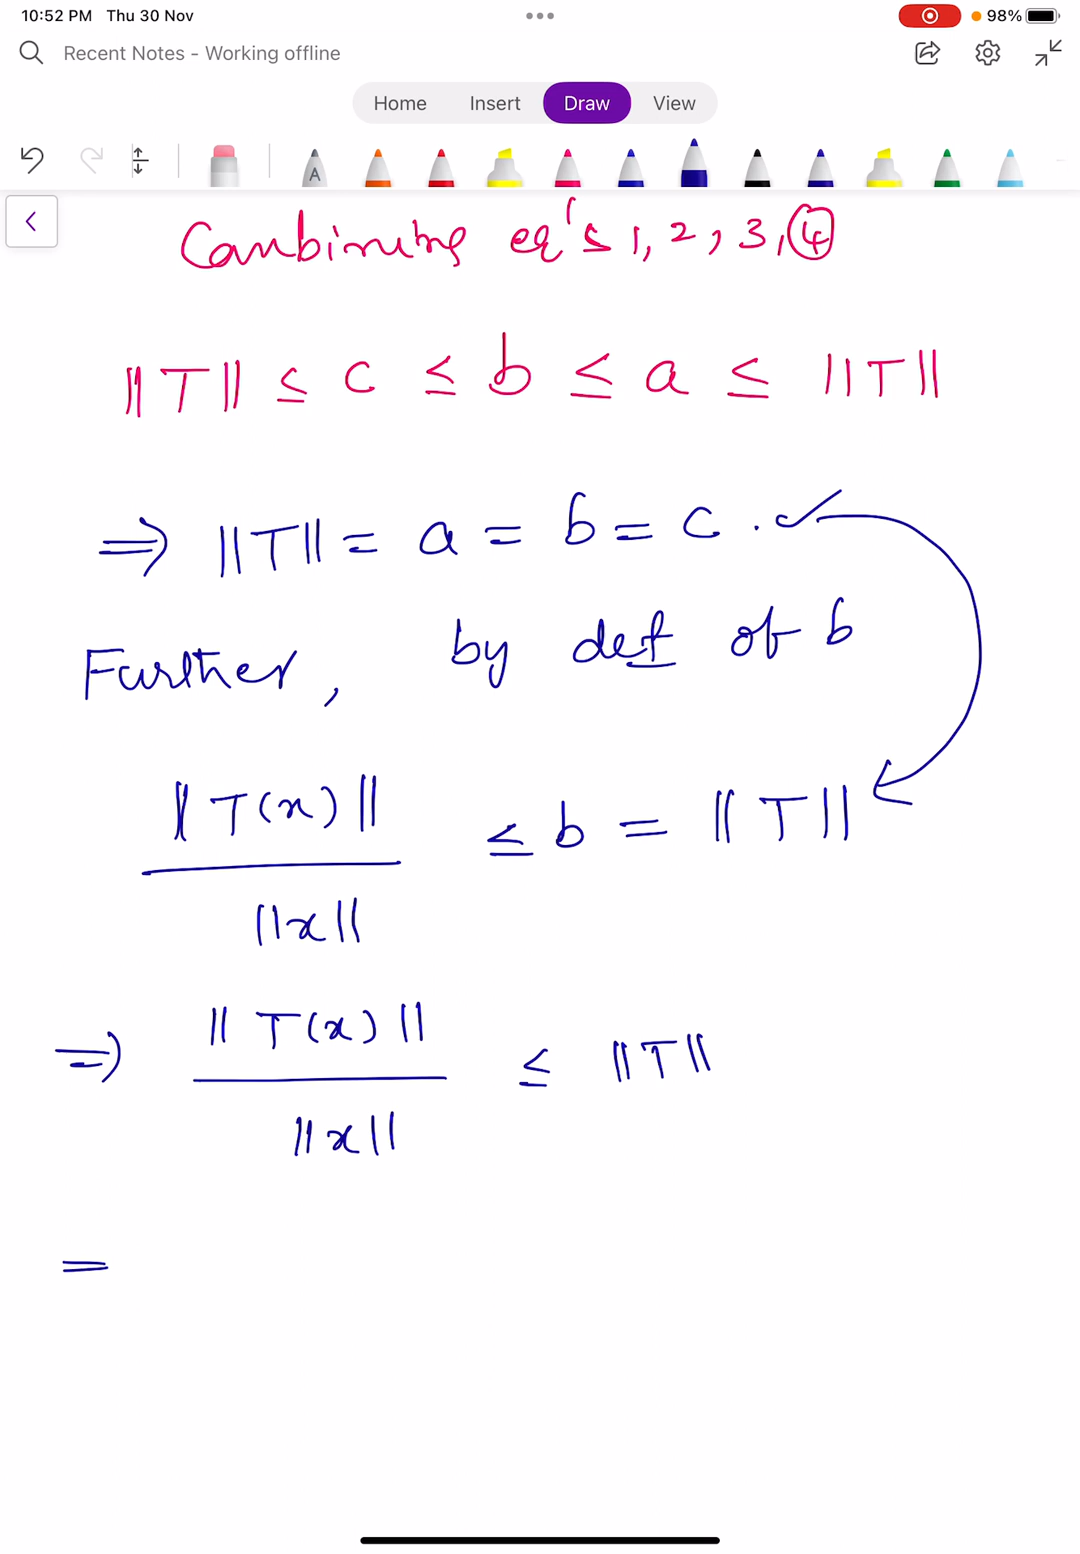 10:52 PM Thu 30 Nov 98%
Recent Notes - Working offline
Home Insert Draw View
A
Combining eq's 1, 2, 3, ④
||T|| ≤ c ≤ b ≤ a ≤ ||T||
⇒ ||T|| = a = b = c.
Further, by def of b
||T(x)||
≤ b = ||T||
||x||
⇒ ||T(x)|| ≤ ||T||
||x||
=